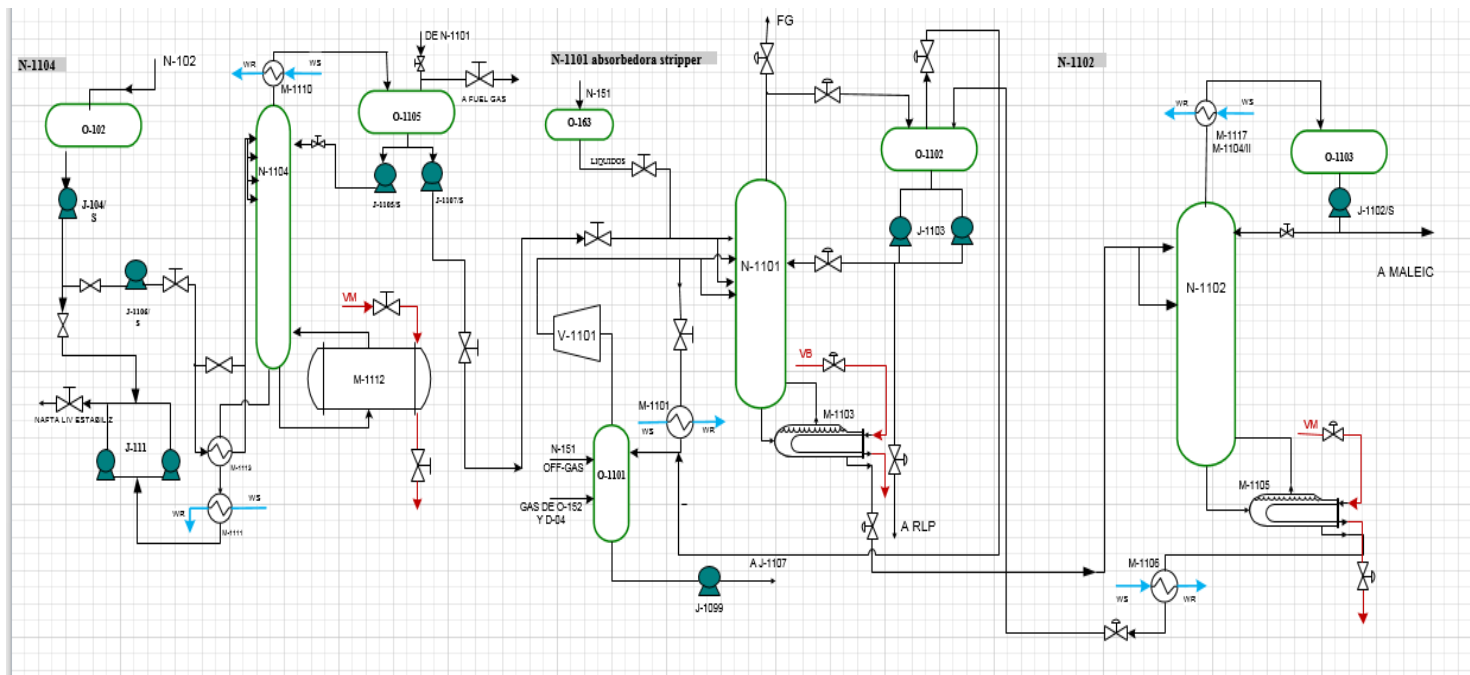 N-1104
N-102
O-102
J-104/
S
J-1106/
S
NAFTA LIV ESTABILIZ
J-111
WR
WS
M-1110
N-1104
DE N-1101
A FUEL GAS
O-1105
J-1105/S
J-1107/S
VM
M-1112
M-1113
WS
WR
M-1111
N-1101 absorbedora stripper
N-151
O-163
LIQUIDOS
V-1101
M-1101
WS
WR
N-151
OFF-GAS
O-1101
GAS DE O-152
Y D-04
A J-1107
J-1099
FG
N-1101
O-1102
J-1103
V8
M-1103
A RLP
N-1102
WR
WS
M-1117
M-1104/II
O-1103
J-1102/S
A MALEIC
N-1102
VM
M-1105
M-1106
WS
WR